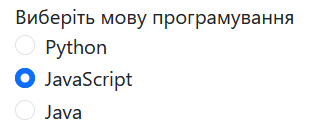 Виберіть мову програмування
Python
JavaScript
Java